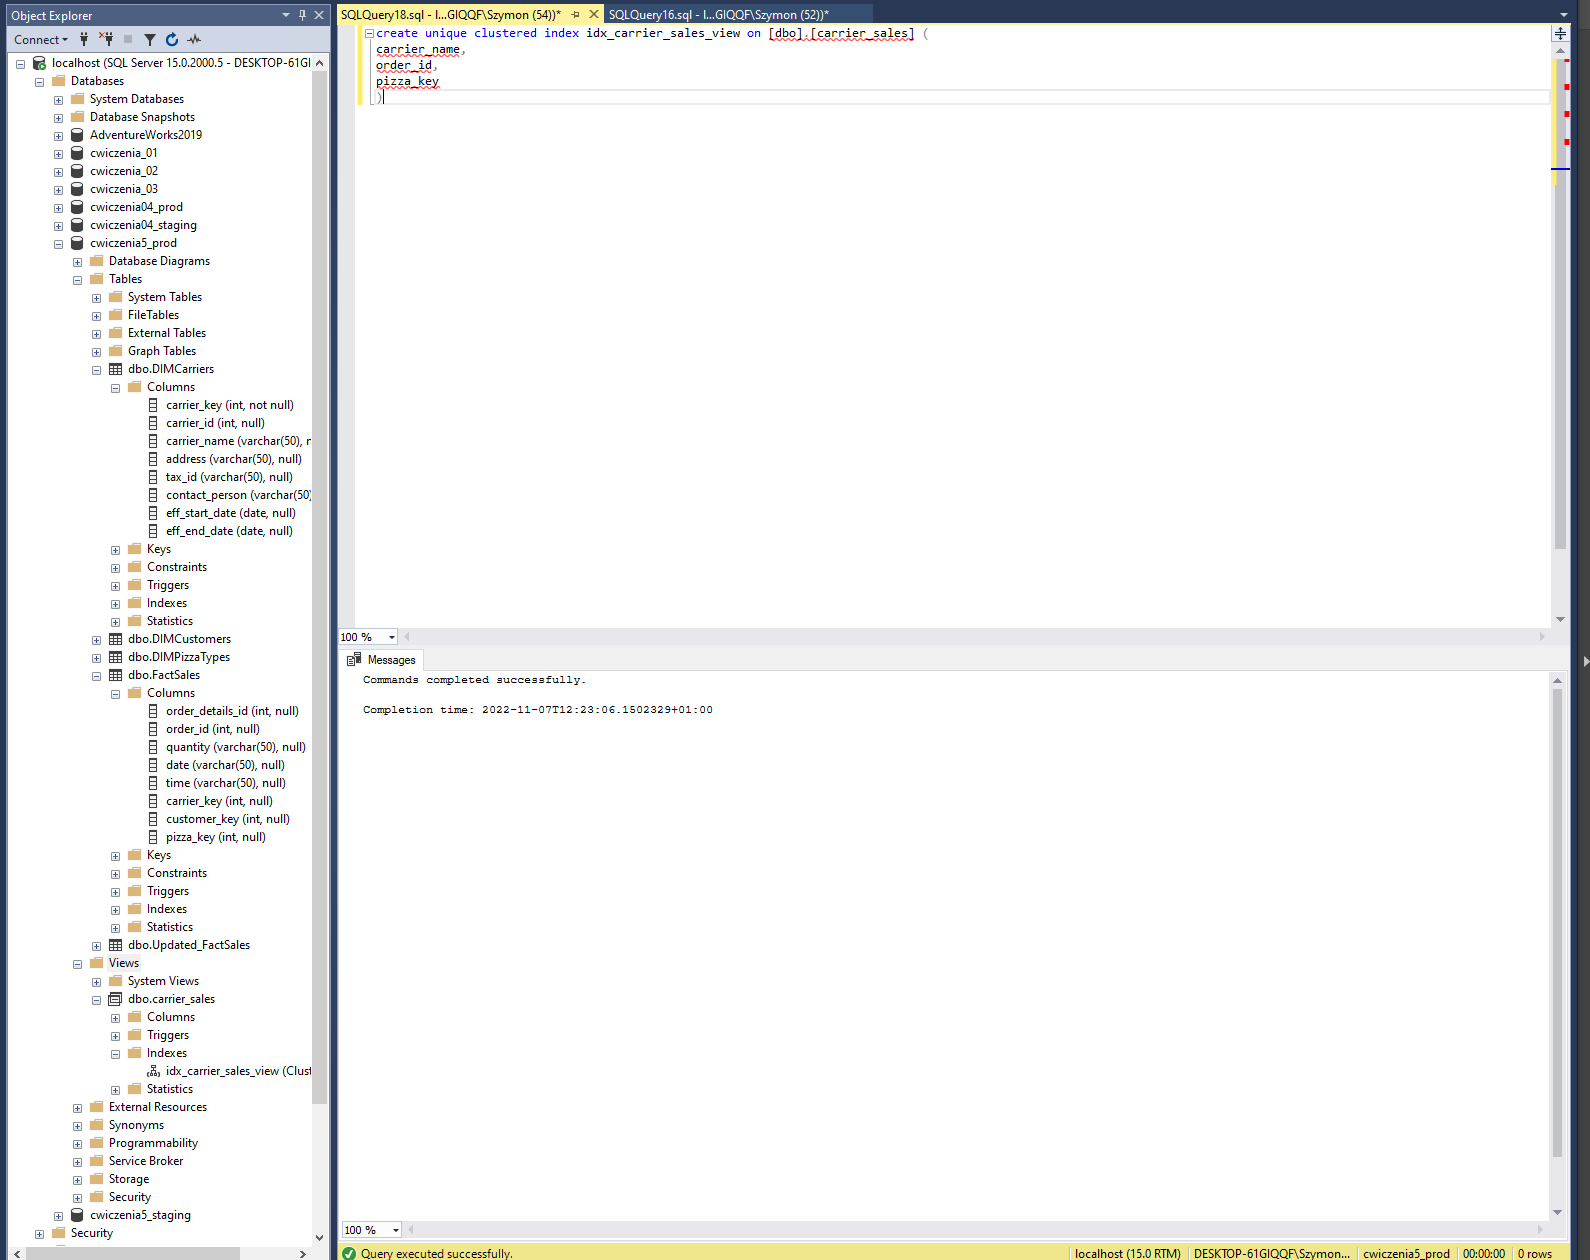 Object Explorer
Connect
localhost (SQL Server 15.0.2000.5 - DESKTOP-61GI
Databases
System Databases
Database Snapshots
AdventureWorks2019
cwiczenia_01
cwiczenia_02
cwiczenia_03
cwiczenia04_prod
cwiczenia04_staging
cwiczenia5_prod
Database Diagrams
Tables
System Tables
FileTables
External Tables
Graph Tables
dbo.DIMCarriers
Columns
carrier_key (int, not null)
carrier_id (int, null)
carrier_name (varchar(50), n
address (varchar(50), null)
tax_id (varchar(50), null)
contact_person (varchar(50)
eff_start_date (date, null)
eff_end_date (date, null)
Keys
Constraints
Triggers
Indexes
Statistics
dbo.DIMCustomers
dbo.DIMPizzaTypes
dbo.FactSales
Columns
order_details_id (int, null)
order_id (int, null)
quantity (varchar(50), null)
date (varchar(50), null)
time (varchar(50), null)
carrier_key (int, null)
customer_key (int, null)
pizza_key (int, null)
Keys
Constraints
Triggers
Indexes
Statistics
dbo.Updated_FactSales
Views
System Views
dbo.carrier_sales
Columns
Triggers
Indexes
idx_carrier_sales_view (Clust
Statistics
External Resources
Synonyms
Programmability
Service Broker
Storage
Security
cwiczenia5_staging
Security
SQLQuery18.sql - l...GIQQF\Szymon (54))*
SQLQuery16.sql - l...GIQQF\Szymon (52))*
create unique clustered index idx_carrier_sales_view on [dbo].[carrier_sales] (
carrier_name,
order_id,
pizza_key
)
100 %
Messages
Commands completed successfully.
Completion time: 2022-11-07T12:23:06.1502329+01:00
100 %
Query executed successfully.
localhost (15.0 RTM)
DESKTOP-61GIQQF\Szymon...
cwiczenia5_prod
00:00:00
0 rows